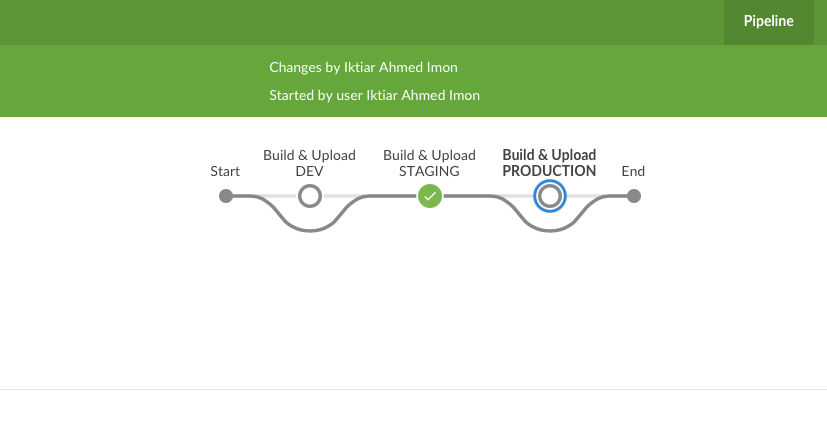 Pipeline
Changes by Iktiar Ahmed Imon
Started by user Iktiar Ahmed Imon
Start
Build & Upload
DEV
Build & Upload
STAGING
Build & Upload
PRODUCTION
End